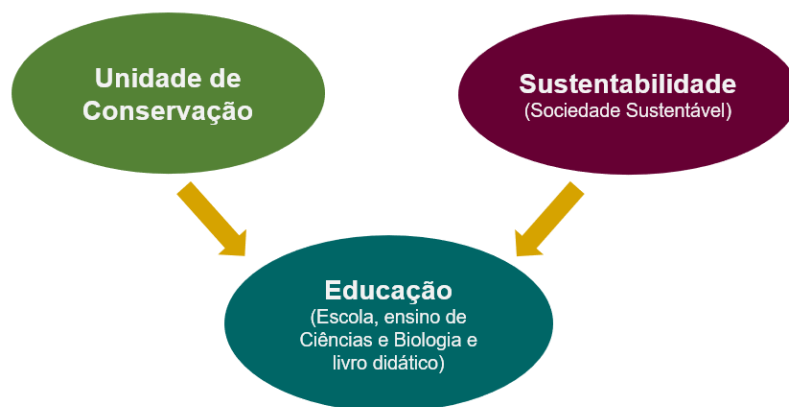 Unidade de
Conservação
Sustentabilidade
(Sociedade Sustentável)
Educação
(Escola, ensino de
Ciências e Biologia e
livro didático)